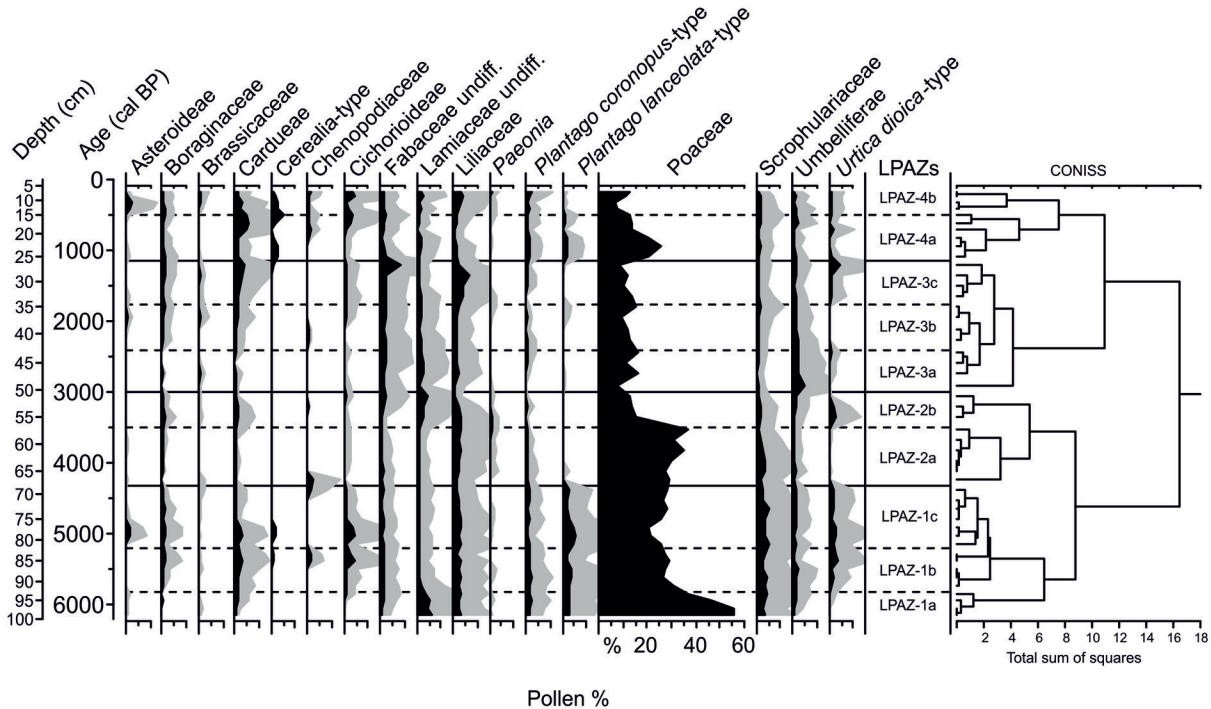 Depth (cm)
Age (cal BP)
Asteroideae
Boraginaceae
Brassicaceae
Cardueae
Cerealia-type
Chenopodiaceae
Cichorioideae
Fabaceae undiff.
Lamiaceae undiff.
Liliaceae
Paeonia
Plantago coronopus-type
Plantago lanceolata-type
Poaceae
Scrophulariaceae
Umbelliferae
Urtica dioica-type
LPAZs
CONISS
5
10
15
20
25
30
35
40
45
50
55
60
65
70
75
80
85
90
95
100
0
1000
2000
3000
4000
5000
6000
LPAZ-4b
LPAZ-4a
LPAZ-3c
LPAZ-3b
LPAZ-3a
LPAZ-2b
LPAZ-2a
LPAZ-1c
LPAZ-1b
LPAZ-1a
% 20 40 60
2 4 6 8 10 12 14 16 18
Total sum of squares
Pollen %